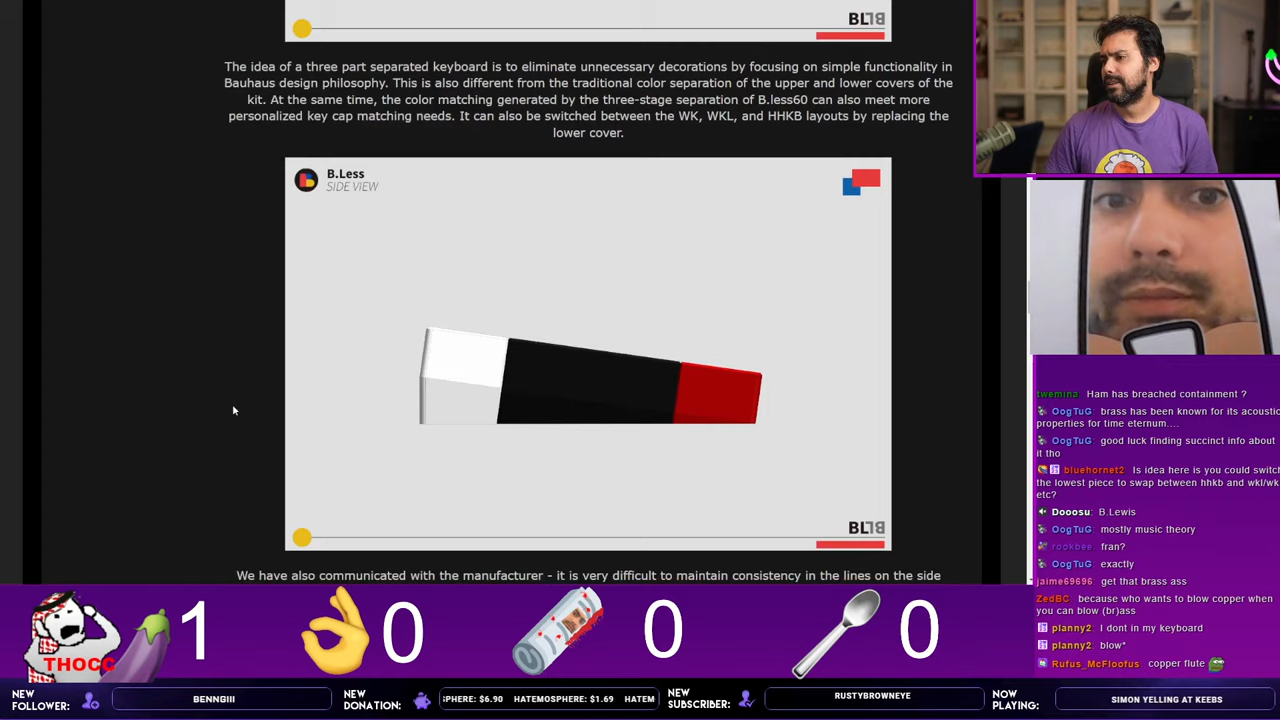 BL
The idea of a three part separated keyboard is to eliminate unnecessary decorations by focusing on simple functionality in
Bauhaus design philosophy. This is also different from the traditional color separation of the upper and lower covers of the
kit. At the same time, the color matching generated by the three-stage separation of B.less60 can also meet more
personalized key cap matching needs. It can also be switched between the WK, WKL, and HHKB layouts by replacing the
lower cover.
B.Less
SIDE VIEW
BL
We have also communicated with the manufacturer - it is very difficult to maintain consistency in the lines on the side
twemina: Ham has breached containment ?
OogTuG: brass has been known for its acoustic
properties for time eternum....
OogTuG: good luck finding succinct info about
it tho
bluehornet2: Is idea here is you could switch
the lowest piece to swap between hhkb and wkl/wk
etc?
Dooosu: B.Lewis
OogTuG: mostly music theory
rookbee: fran?
OogTuG: exactly
jaime69696: get that brass ass
ZedBC: because who wants to blow copper when
you can blow (br)ass
planny2: I dont in my keyboard
planny2: blow*
Rufus_McFloofus: copper flute
THOCC
1
0
0
0
NEW
FOLLOWER:
BENNGIII
NEW
DONATION:
SPHERE: $6.90 HATEMOSPHERE: $1.69 HATEM
NEW
SUBSCRIBER:
RUSTYBROWNEYE
NOW
PLAYING:
SIMON YELLING AT KEEBS